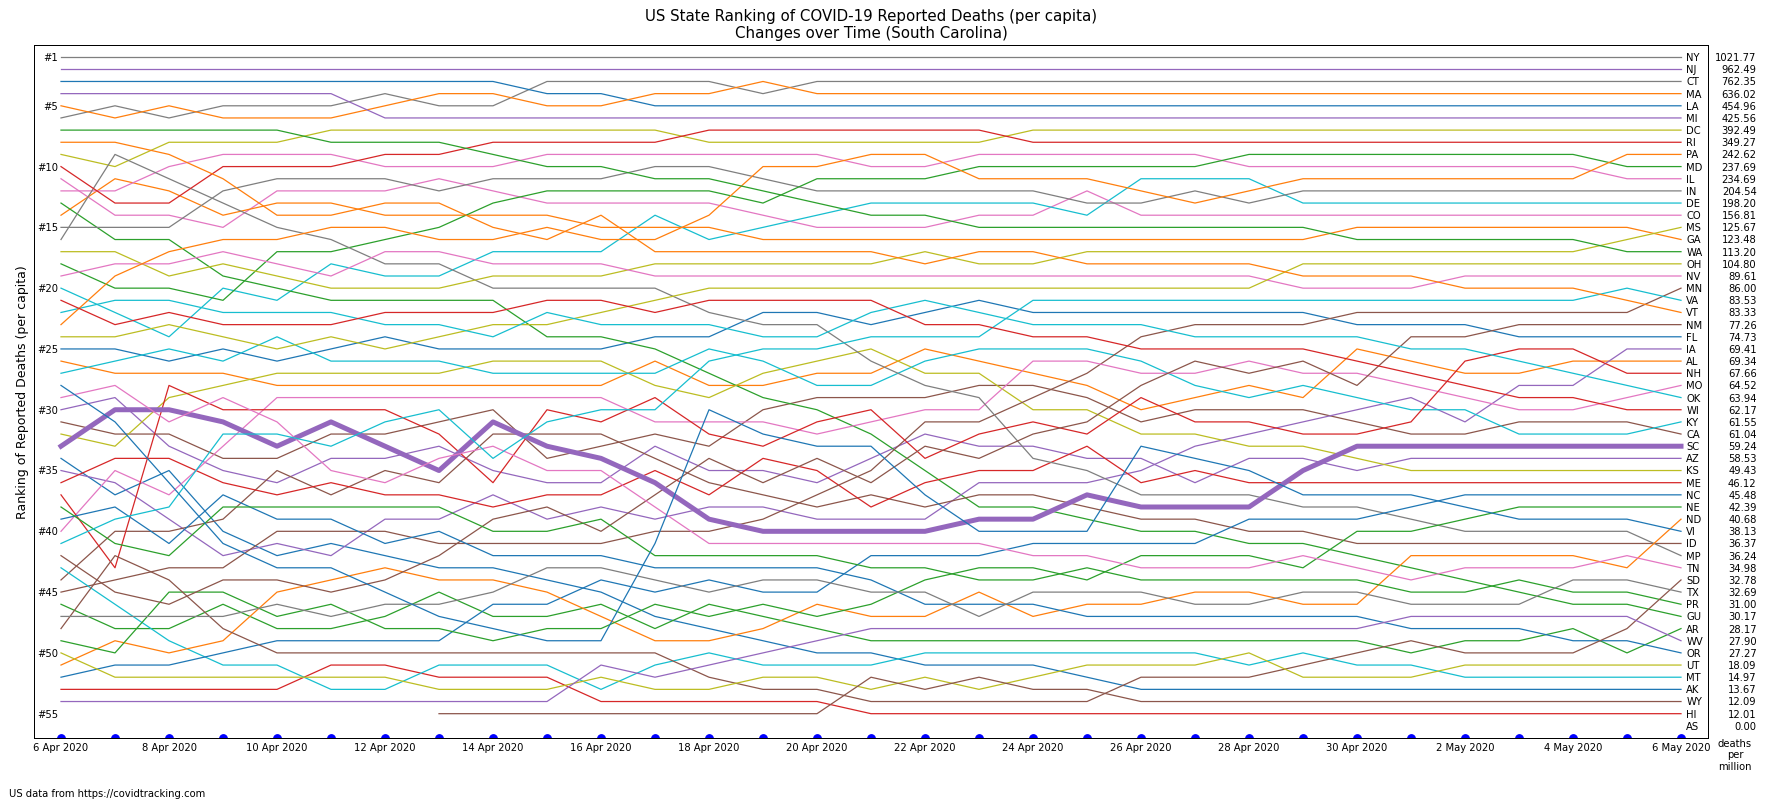 US State Ranking of COVID-19 Reported Deaths (per capita)
Changes over Time (South Carolina)
Ranking of Reported Deaths (per capita)
#1
#5
#10
#15
#20
#25
#30
#35
#40
#45
#50
#55
NY 1021.77
NJ 962.49
CT 762.35
MA 636.02
LA 454.96
MI 425.56
DC 392.49
RI 349.27
PA 242.62
MD 237.69
IL 234.69
IN 204.54
DE 198.20
CO 156.81
MS 125.67
GA 123.48
WA 113.20
OH 104.80
NV 89.61
MN 86.00
VA 83.53
VT 83.33
NM 77.26
FL 74.73
IA 69.41
AL 69.34
NH 67.66
MO 64.52
OK 63.94
WI 62.17
KY 61.55
CA 61.04
SC 59.24
AZ 58.53
KS 49.43
ME 46.12
NC 45.48
NE 42.39
ND 40.68
VI 38.13
ID 36.37
MP 36.24
TN 34.98
SD 32.78
TX 32.69
PR 31.00
GU 30.17
AR 28.17
WV 27.90
OR 27.27
UT 18.09
MT 14.97
AK 13.67
WY 12.09
HI 12.01
AS 0.00
6 Apr 2020 8 Apr 2020 10 Apr 2020 12 Apr 2020 14 Apr 2020 16 Apr 2020 18 Apr 2020 20 Apr 2020 22 Apr 2020 24 Apr 2020 26 Apr 2020 28 Apr 2020 30 Apr 2020 2 May 2020 4 May 2020 6 May 2020
deaths
per
million
US data from https://covidtracking.com